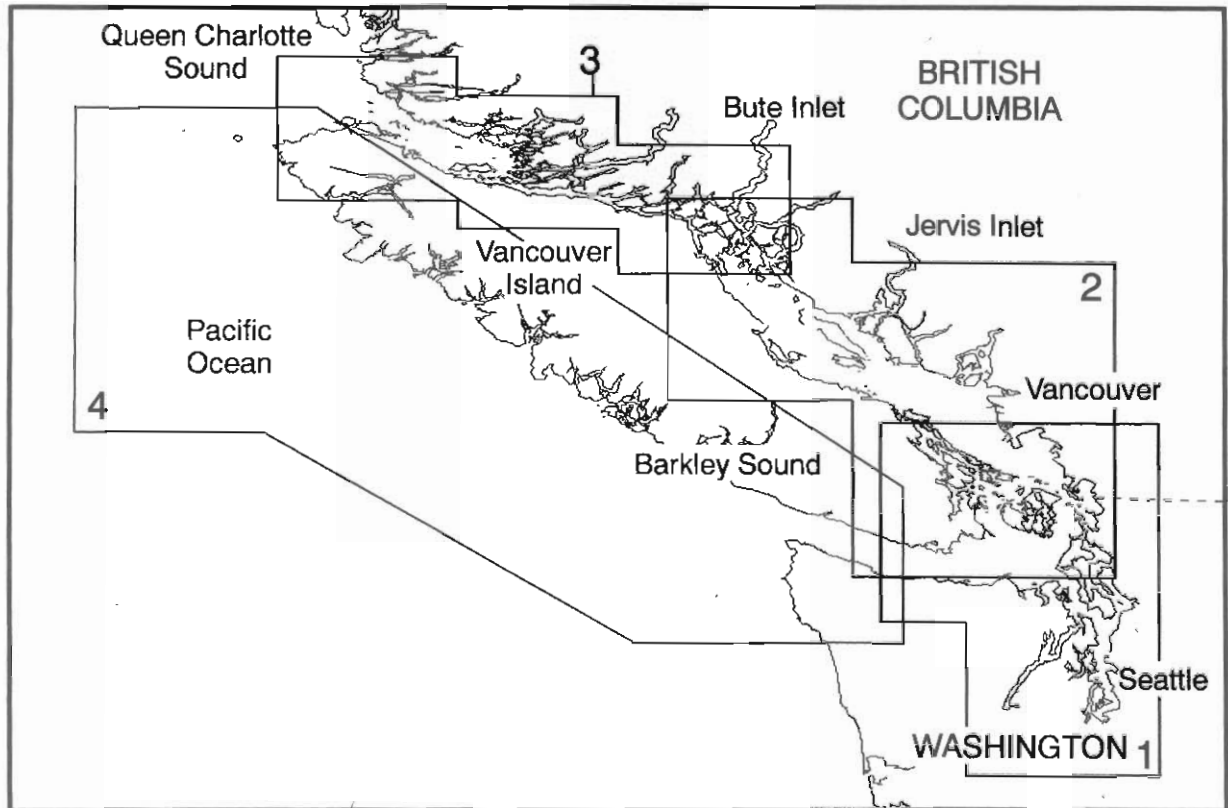 Queen Charlotte
Sound
3
BRITISH
COLUMBIA
Bute Inlet
Jervis Inlet
2
Vancouver
Island
Pacific
Ocean
4
Vancouver
Barkley Sound
Seattle
WASHINGTON
1